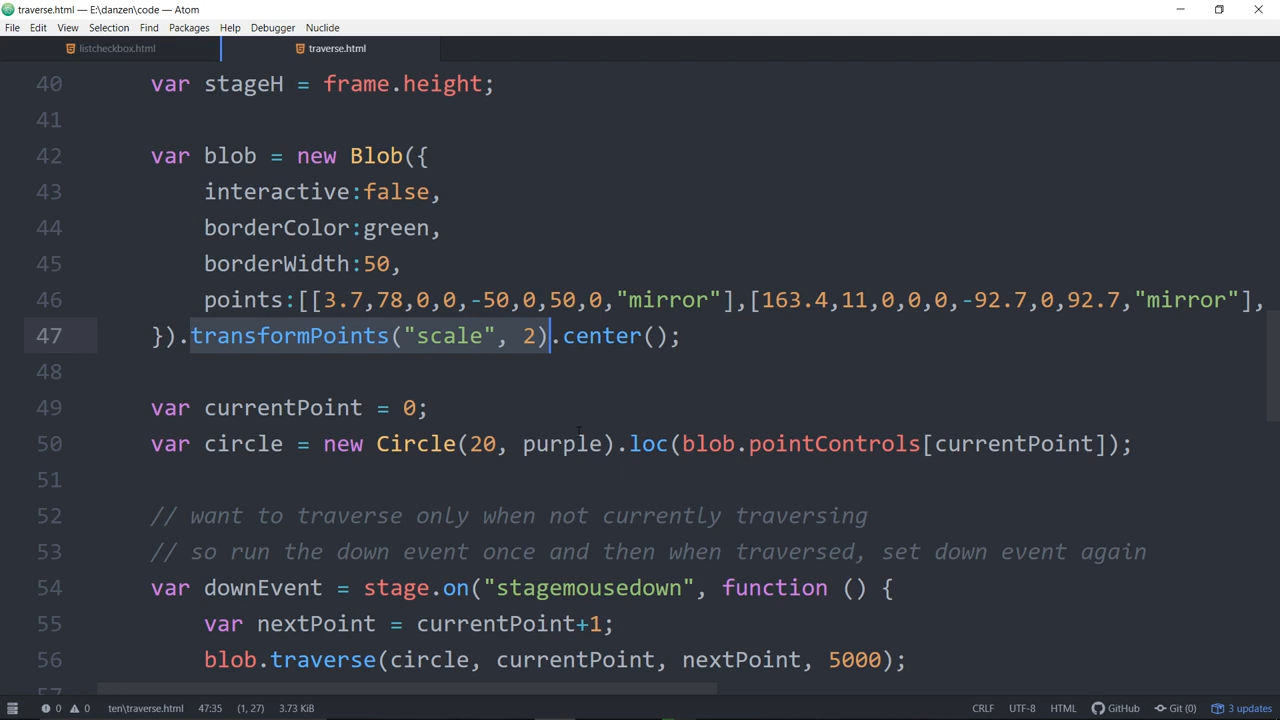 traverse.html — E:\danzen\code — Atom
File Edit View Selection Find Packages Help Debugger Nuclide
listcheckbox.html traverse.html
40 var stageH = frame.height;
41
42 var blob = new Blob({
43 interactive:false,
44 borderColor:green,
45 borderWidth:50,
46 points:[[3.7,78,0,0,-50,0,50,0,"mirror"],[163.4,11,0,0,0,-92.7,0,92.7,"mirror"],
47 }).transformPoints("scale", 2).center();
48
49 var currentPoint = 0;
50 var circle = new Circle(20, purple).loc(blob.pointControls[currentPoint]);
51
52 // want to traverse only when not currently traversing
53 // so run the down event once and then when traversed, set down event again
54 var downEvent = stage.on("stagemousedown", function () {
55 var nextPoint = currentPoint+1;
56 blob.traverse(circle, currentPoint, nextPoint, 5000);
57
0 0 ten\traverse.html 47:35 (1, 27) 3.73 KiB CRLF UTF-8 HTML GitHub Git (0) 3 updates